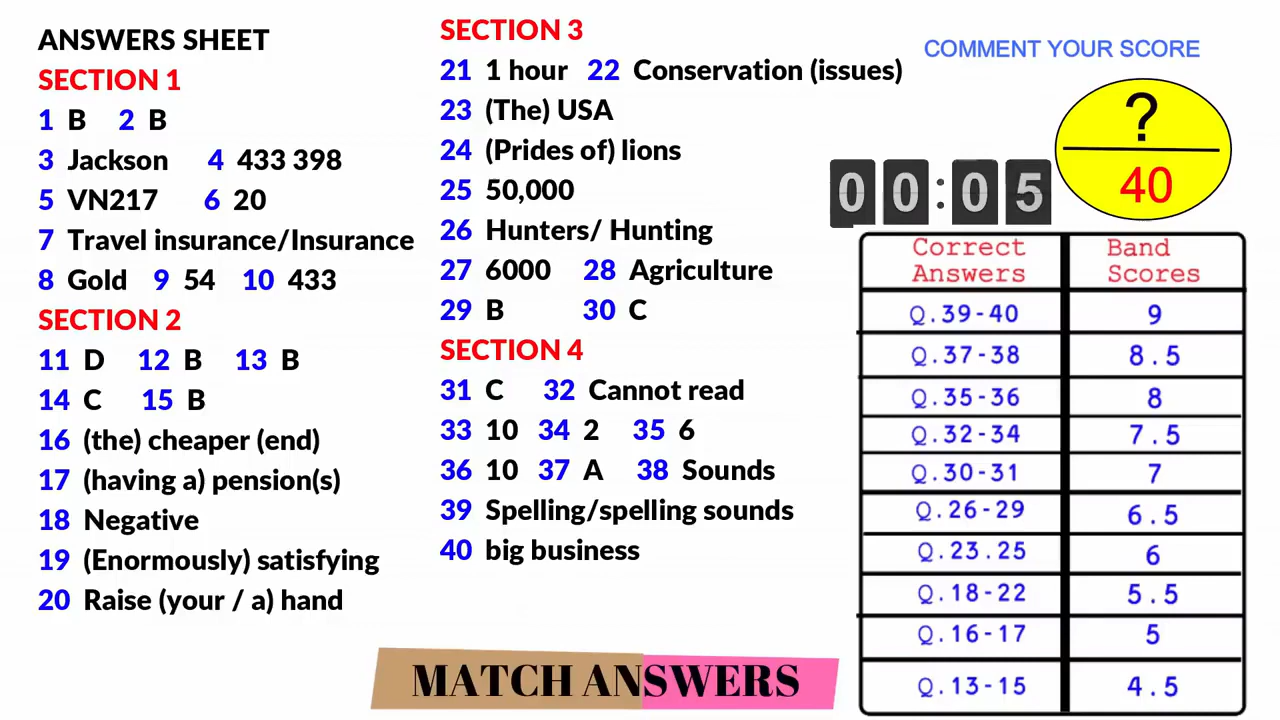 ANSWERS SHEET
SECTION 1
1 B 2 B
3 Jackson 4 433 398
5 VN217 6 20
7 Travel insurance/Insurance
8 Gold 9 54 10 433
SECTION 2
11 D 12 B 13 B
14 C 15 B
16 (the) cheaper (end)
17 (having a) pension(s)
18 Negative
19 (Enormously) satisfying
20 Raise (your / a) hand
SECTION 3
21 1 hour 22 Conservation (issues)
23 (The) USA
24 (Prides of) lions
25 50,000
26 Hunters/ Hunting
27 6000 28 Agriculture
29 B 30 C
SECTION 4
31 C 32 Cannot read
33 10 34 2 35 6
36 10 37 A 38 Sounds
39 Spelling/spelling sounds
40 big business
COMMENT YOUR SCORE
?
40
00:05
Correct Answers Band Scores
Q.39-40 9
Q.37-38 8.5
Q.35-36 8
Q.32-34 7.5
Q.30-31 7
Q.26-29 6.5
Q.23.25 6
Q.18-22 5.5
Q.16-17 5
Q.13-15 4.5
MATCH ANSWERS